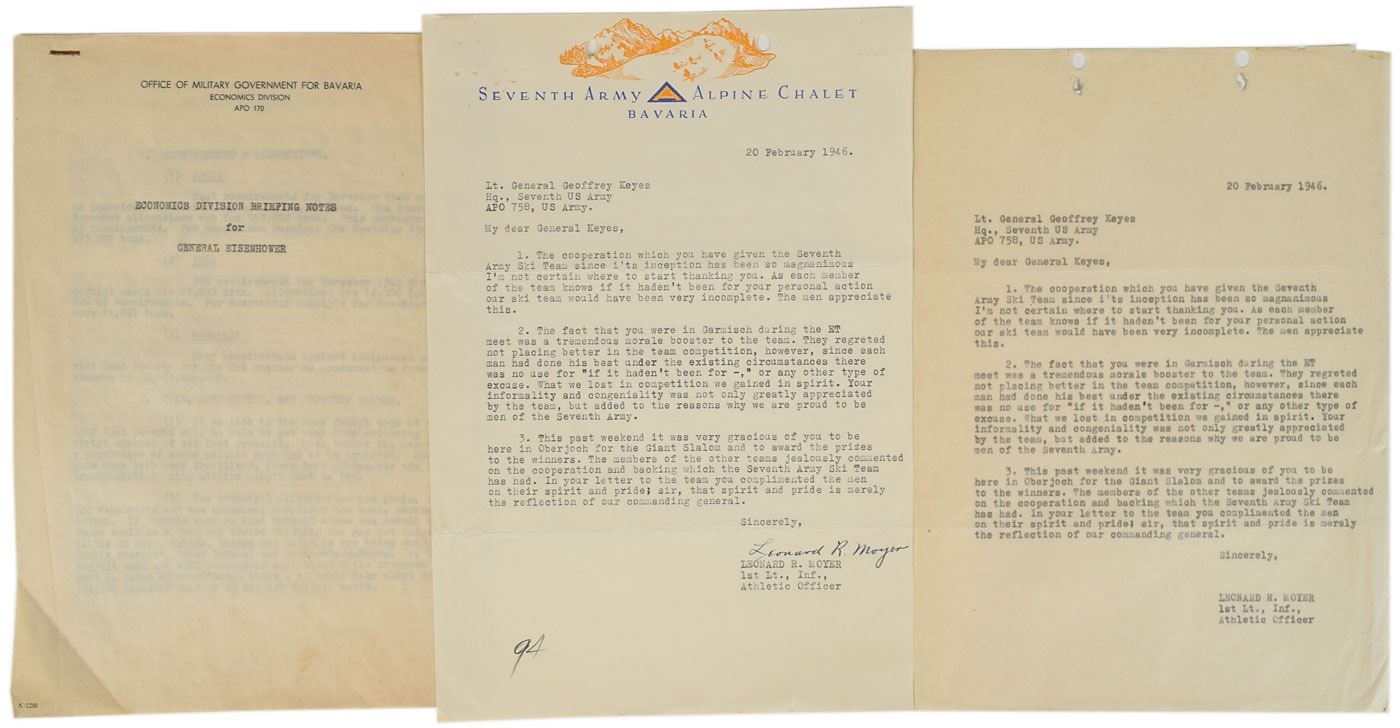 OFFICE OF MILITARY GOVERNMENT FOR BAVARIA
ECONOMICS DIVISION
APO 170
ECONOMICS DIVISION BRIEFING NOTES
for
GENERAL EISENHOWER
SEVENTH ARMY ALPINE CHALET
BAVARIA
20 February 1946.
Lt. General Geoffrey Keyes
Hq., Seventh US Army
APO 758, US Army.
My dear General Keyes,
1. The cooperation which you have given the Seventh
Army Ski Team since i'ts inception has been so magnanimous
I'm not certain where to start thanking you. As each member
of the team knows if it haden't been for your personal action
our ski team would have been very incomplete. The men appreciate
this.
2. The fact that you were in Garmisch during the ET
meet was a tremendous morale booster to the team. They regreted
not placing better in the team competition, however, since each
man had done his best under the existing circumstances there
was no use for "if it haden't been for -," or any other type of
excuse. What we lost in competition we gained in spirit. Your
informality and congeniality was not only greatly appreciated
by the team, but added to the reasons why we are proud to be
men of the Seventh Army.
3. This past weekend it was very gracious of you to be
here in Oberjoch for the Giant Slalom and to award the prizes
to the winners. The members of the other teams jealously commented
on the cooperation and backing which the Seventh Army Ski Team
has had. In your letter to the team you complimented the men
on their spirit and pride; sir, that spirit and pride is merely
the reflection of our commanding general.
Sincerely,
Leonard R. Moyer
LEONARD R. MOYER
1st Lt., Inf.,
Athletic Officer
94
20 February 1946.
Lt. General Geoffrey Keyes
Hq., Seventh US Army
APO 758, US Army.
My dear General Keyes,
1. The cooperation which you have given the Seventh
Army Ski Team since i'ts inception has been so magnanimous
I'm not certain where to start thanking you. As each member
of the team knows if it haden't been for your personal action
our ski team would have been very incomplete. The men appreciate
this.
2. The fact that you were in Garmisch during the ET
meet was a tremendous morale booster to the team. They regreted
not placing better in the team competition, however, since each
man had done his best under the existing circumstances there
was no use for "if it haden't been for -," or any other type of
excuse. What we lost in competition we gained in spirit. Your
informality and congeniality was not only greatly appreciated
by the team, but added to the reasons why we are proud to be
men of the Seventh Army.
3. This past weekend it was very gracious of you to be
here in Oberjoch for the Giant Slalom and to award the prizes
to the winners. The members of the other teams jealously commented
on the cooperation and backing which the Seventh Army Ski Team
has had. In your letter to the team you complimented the men
on their spirit and pride; sir, that spirit and pride is merely
the reflection of our commanding general.
Sincerely,
LEONARD R. MOYER
1st Lt., Inf.,
Athletic Officer